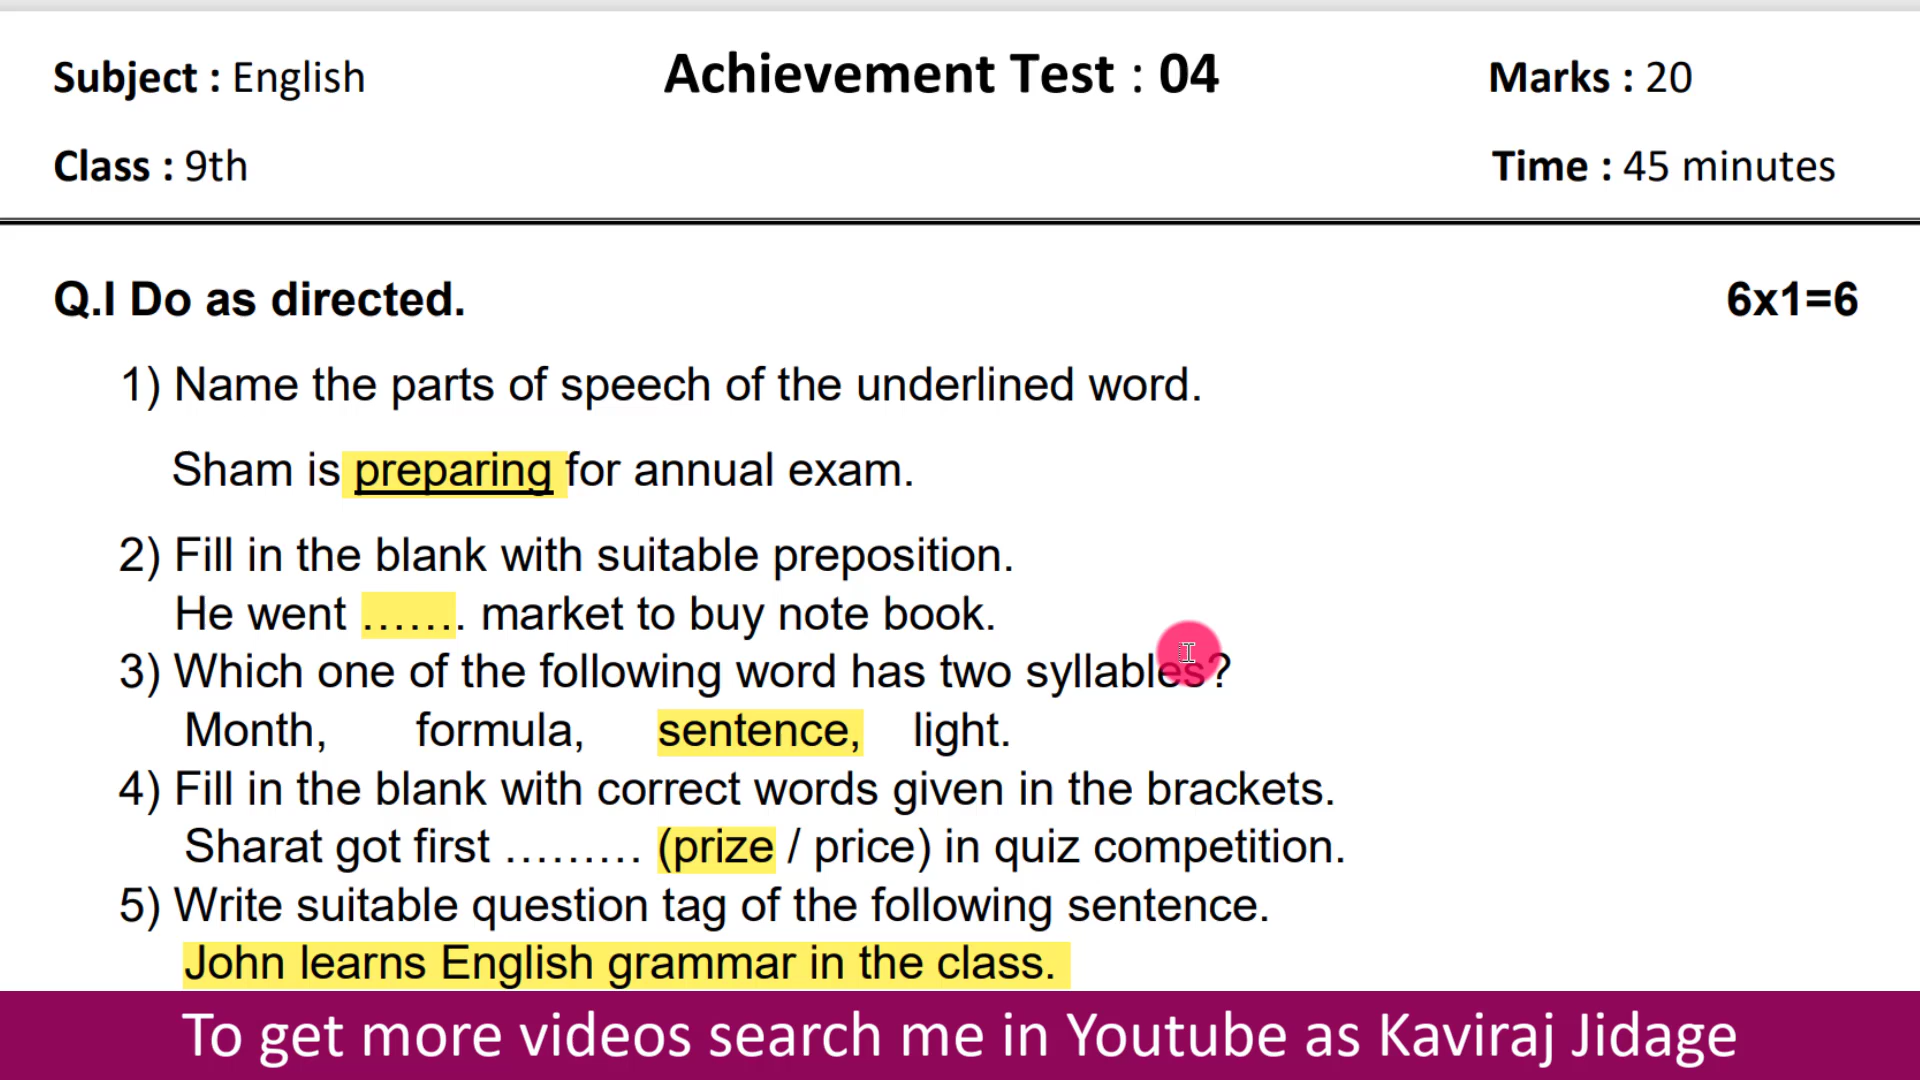 Subject : English
Achievement Test : 04
Marks : 20
Class : 9th
Time : 45 minutes
Q.I Do as directed.
6x1=6
1) Name the parts of speech of the underlined word.
Sham is preparing for annual exam.
2) Fill in the blank with suitable preposition.
He went ……. market to buy note book.
3) Which one of the following word has two syllables?
Month, formula, sentence, light.
4) Fill in the blank with correct words given in the brackets.
Sharat got first ……… (prize / price) in quiz competition.
5) Write suitable question tag of the following sentence.
John learns English grammar in the class.
To get more videos search me in Youtube as Kaviraj Jidage